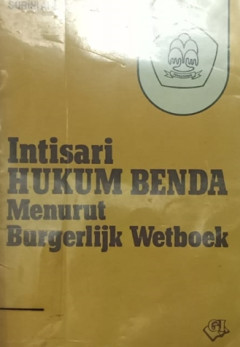 Intisari
HUKUM BENDA
Menurut
Burgerlijk Wetboek